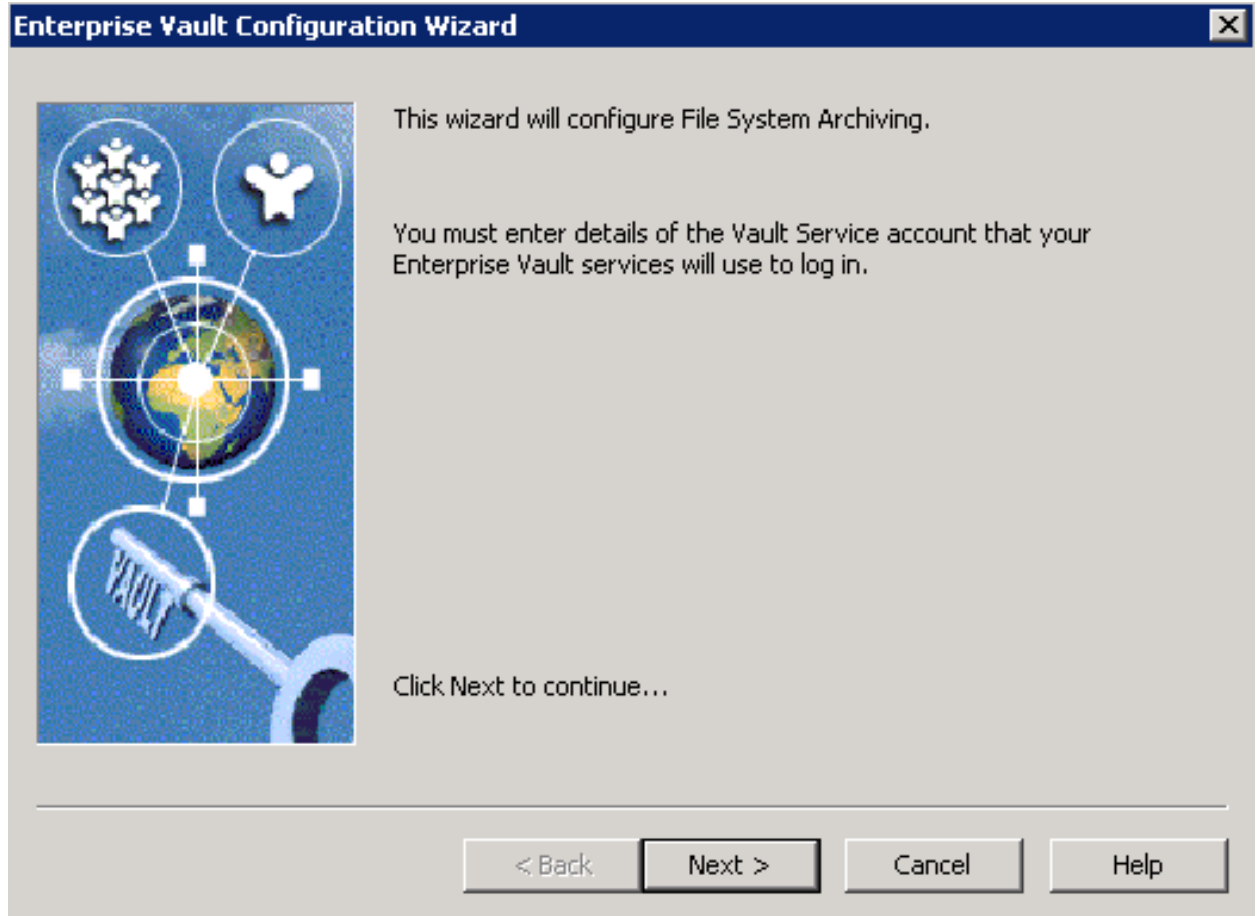 Enterprise Vault Configuration Wizard
This wizard will configure File System Archiving.
You must enter details of the Vault Service account that your
Enterprise Vault services will use to log in.
VAULT
Click Next to continue...
< Back
Next >
Cancel
Help